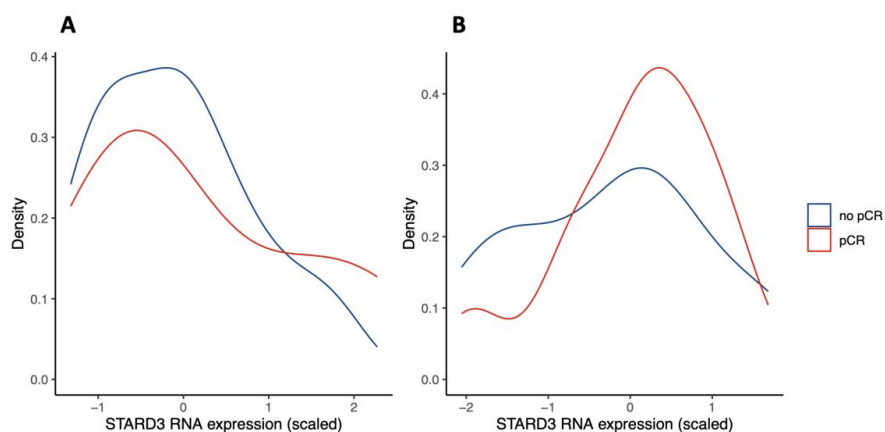 A
B
0.4
0.3
0.2
0.1
0.0
Density
−1
0
1
2
STARD3 RNA expression (scaled)
0.4
0.3
0.2
0.1
0.0
Density
−2
−1
0
1
STARD3 RNA expression (scaled)
no pCR
pCR